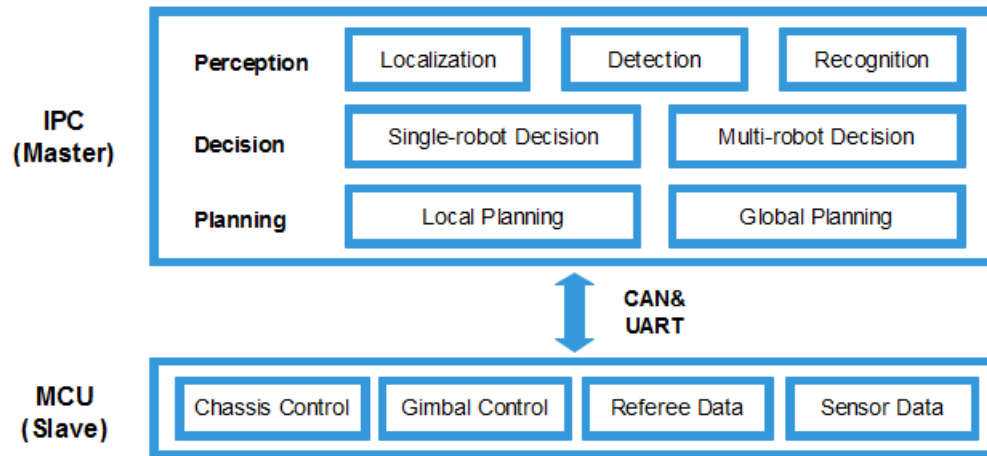 Perception
Localization
Detection
Recognition
IPC
(Master)
Decision
Single-robot Decision
Multi-robot Decision
Planning
Local Planning
Global Planning
CAN&
UART
MCU
(Slave)
Chassis Control
Gimbal Control
Referee Data
Sensor Data